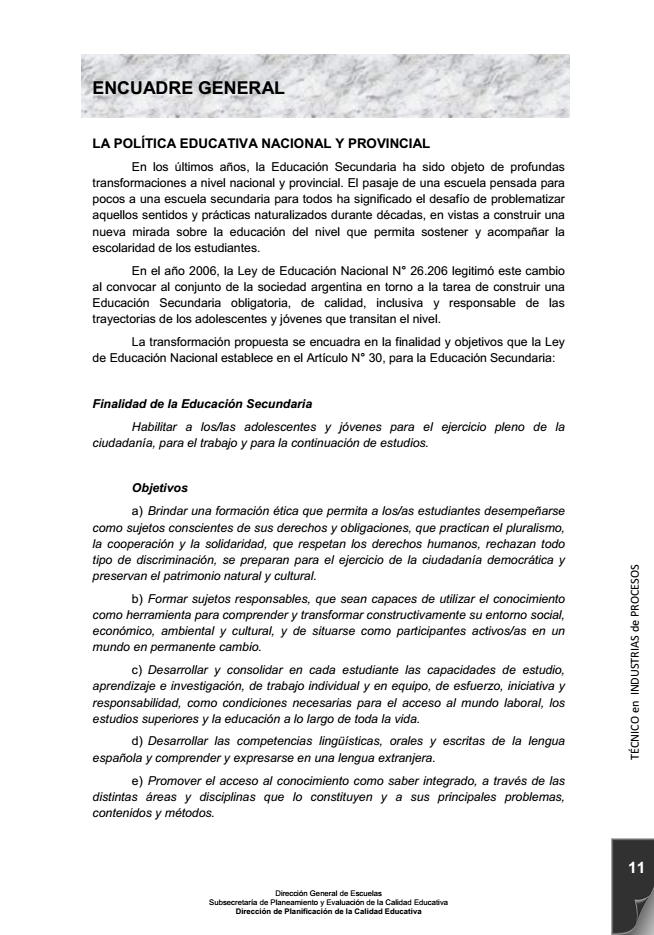 ENCUADRE GENERAL
LA POLÍTICA EDUCATIVA NACIONAL Y PROVINCIAL
En los últimos años, la Educación Secundaria ha sido objeto de profundas
transformaciones a nivel nacional y provincial. El pasaje de una escuela pensada para
pocos a una escuela secundaria para todos ha significado el desafío de problematizar
aquellos sentidos y prácticas naturalizados durante décadas, en vistas a construir una
nueva mirada sobre la educación del nivel que permita sostener y acompañar la
escolaridad de los estudiantes.
En el año 2006, la Ley de Educación Nacional N° 26.206 legitimó este cambio
al convocar al conjunto de la sociedad argentina en torno a la tarea de construir una
Educación Secundaria obligatoria, de calidad, inclusiva y responsable de las
trayectorias de los adolescentes y jóvenes que transitan el nivel.
La transformación propuesta se encuadra en la finalidad y objetivos que la Ley
de Educación Nacional establece en el Artículo N° 30, para la Educación Secundaria:
Finalidad de la Educación Secundaria
Habilitar a los/las adolescentes y jóvenes para el ejercicio pleno de la
ciudadanía, para el trabajo y para la continuación de estudios.
Objetivos
a) Brindar una formación ética que permita a los/as estudiantes desempeñarse
como sujetos conscientes de sus derechos y obligaciones, que practican el pluralismo,
la cooperación y la solidaridad, que respetan los derechos humanos, rechazan todo
tipo de discriminación, se preparan para el ejercicio de la ciudadanía democrática y
preservan el patrimonio natural y cultural.
b) Formar sujetos responsables, que sean capaces de utilizar el conocimiento
como herramienta para comprender y transformar constructivamente su entorno social,
económico, ambiental y cultural, y de situarse como participantes activos/as en un
mundo en permanente cambio.
c) Desarrollar y consolidar en cada estudiante las capacidades de estudio,
aprendizaje e investigación, de trabajo individual y en equipo, de esfuerzo, iniciativa y
responsabilidad, como condiciones necesarias para el acceso al mundo laboral, los
estudios superiores y la educación a lo largo de toda la vida.
d) Desarrollar las competencias lingüísticas, orales y escritas de la lengua
española y comprender y expresarse en una lengua extranjera.
e) Promover el acceso al conocimiento como saber integrado, a través de las
distintas áreas y disciplinas que lo constituyen y a sus principales problemas,
contenidos y métodos.
TÉCNICO en INDUSTRIAS de PROCESOS
11
Dirección General de Escuelas
Subsecretaría de Planeamiento y Evaluación de la Calidad Educativa
Dirección de Planificación de la Calidad Educativa